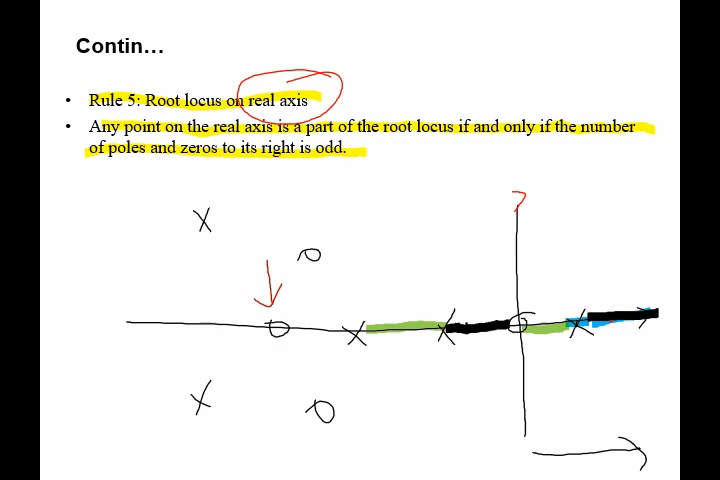 Contin…
• Rule 5: Root locus on real axis
• Any point on the real axis is a part of the root locus if and only if the number
of poles and zeros to its right is odd.